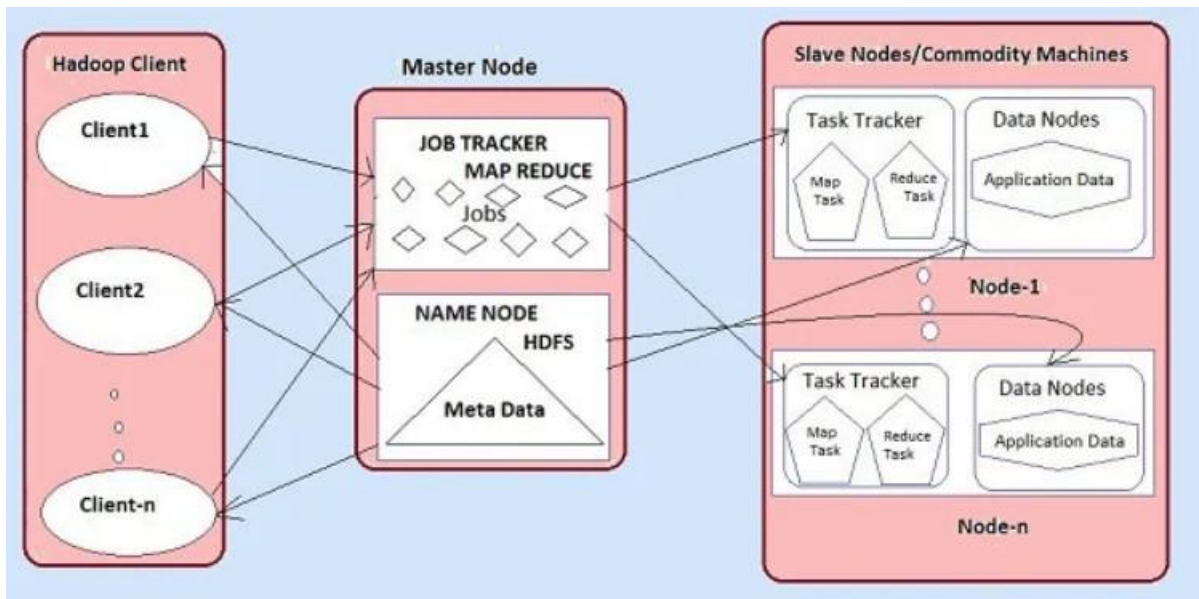 Hadoop Client
Client1
Client2
Client-n
Master Node
JOB TRACKER
MAP REDUCE
Jobs
NAME NODE
HDFS
Meta Data
Slave Nodes/Commodity Machines
Task Tracker
Map
Task
Reduce
Task
Data Nodes
Application Data
Node-1
Task Tracker
Map
Task
Reduce
Task
Data Nodes
Application Data
Node-n